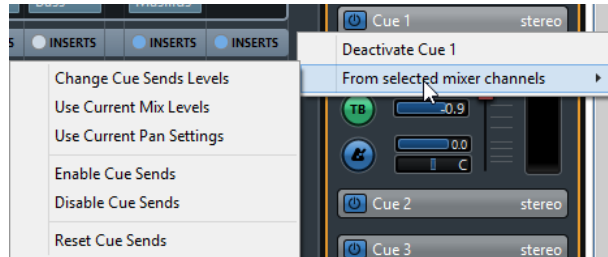 Cue 1 stereo
INSERTS INSERTS INSERTS
Deactivate Cue 1
From selected mixer channels
Change Cue Sends Levels
Use Current Mix Levels
Use Current Pan Settings
Enable Cue Sends
Disable Cue Sends
Reset Cue Sends
TB -0.9
0.0
C
Cue 2 stereo
Cue 3 stereo